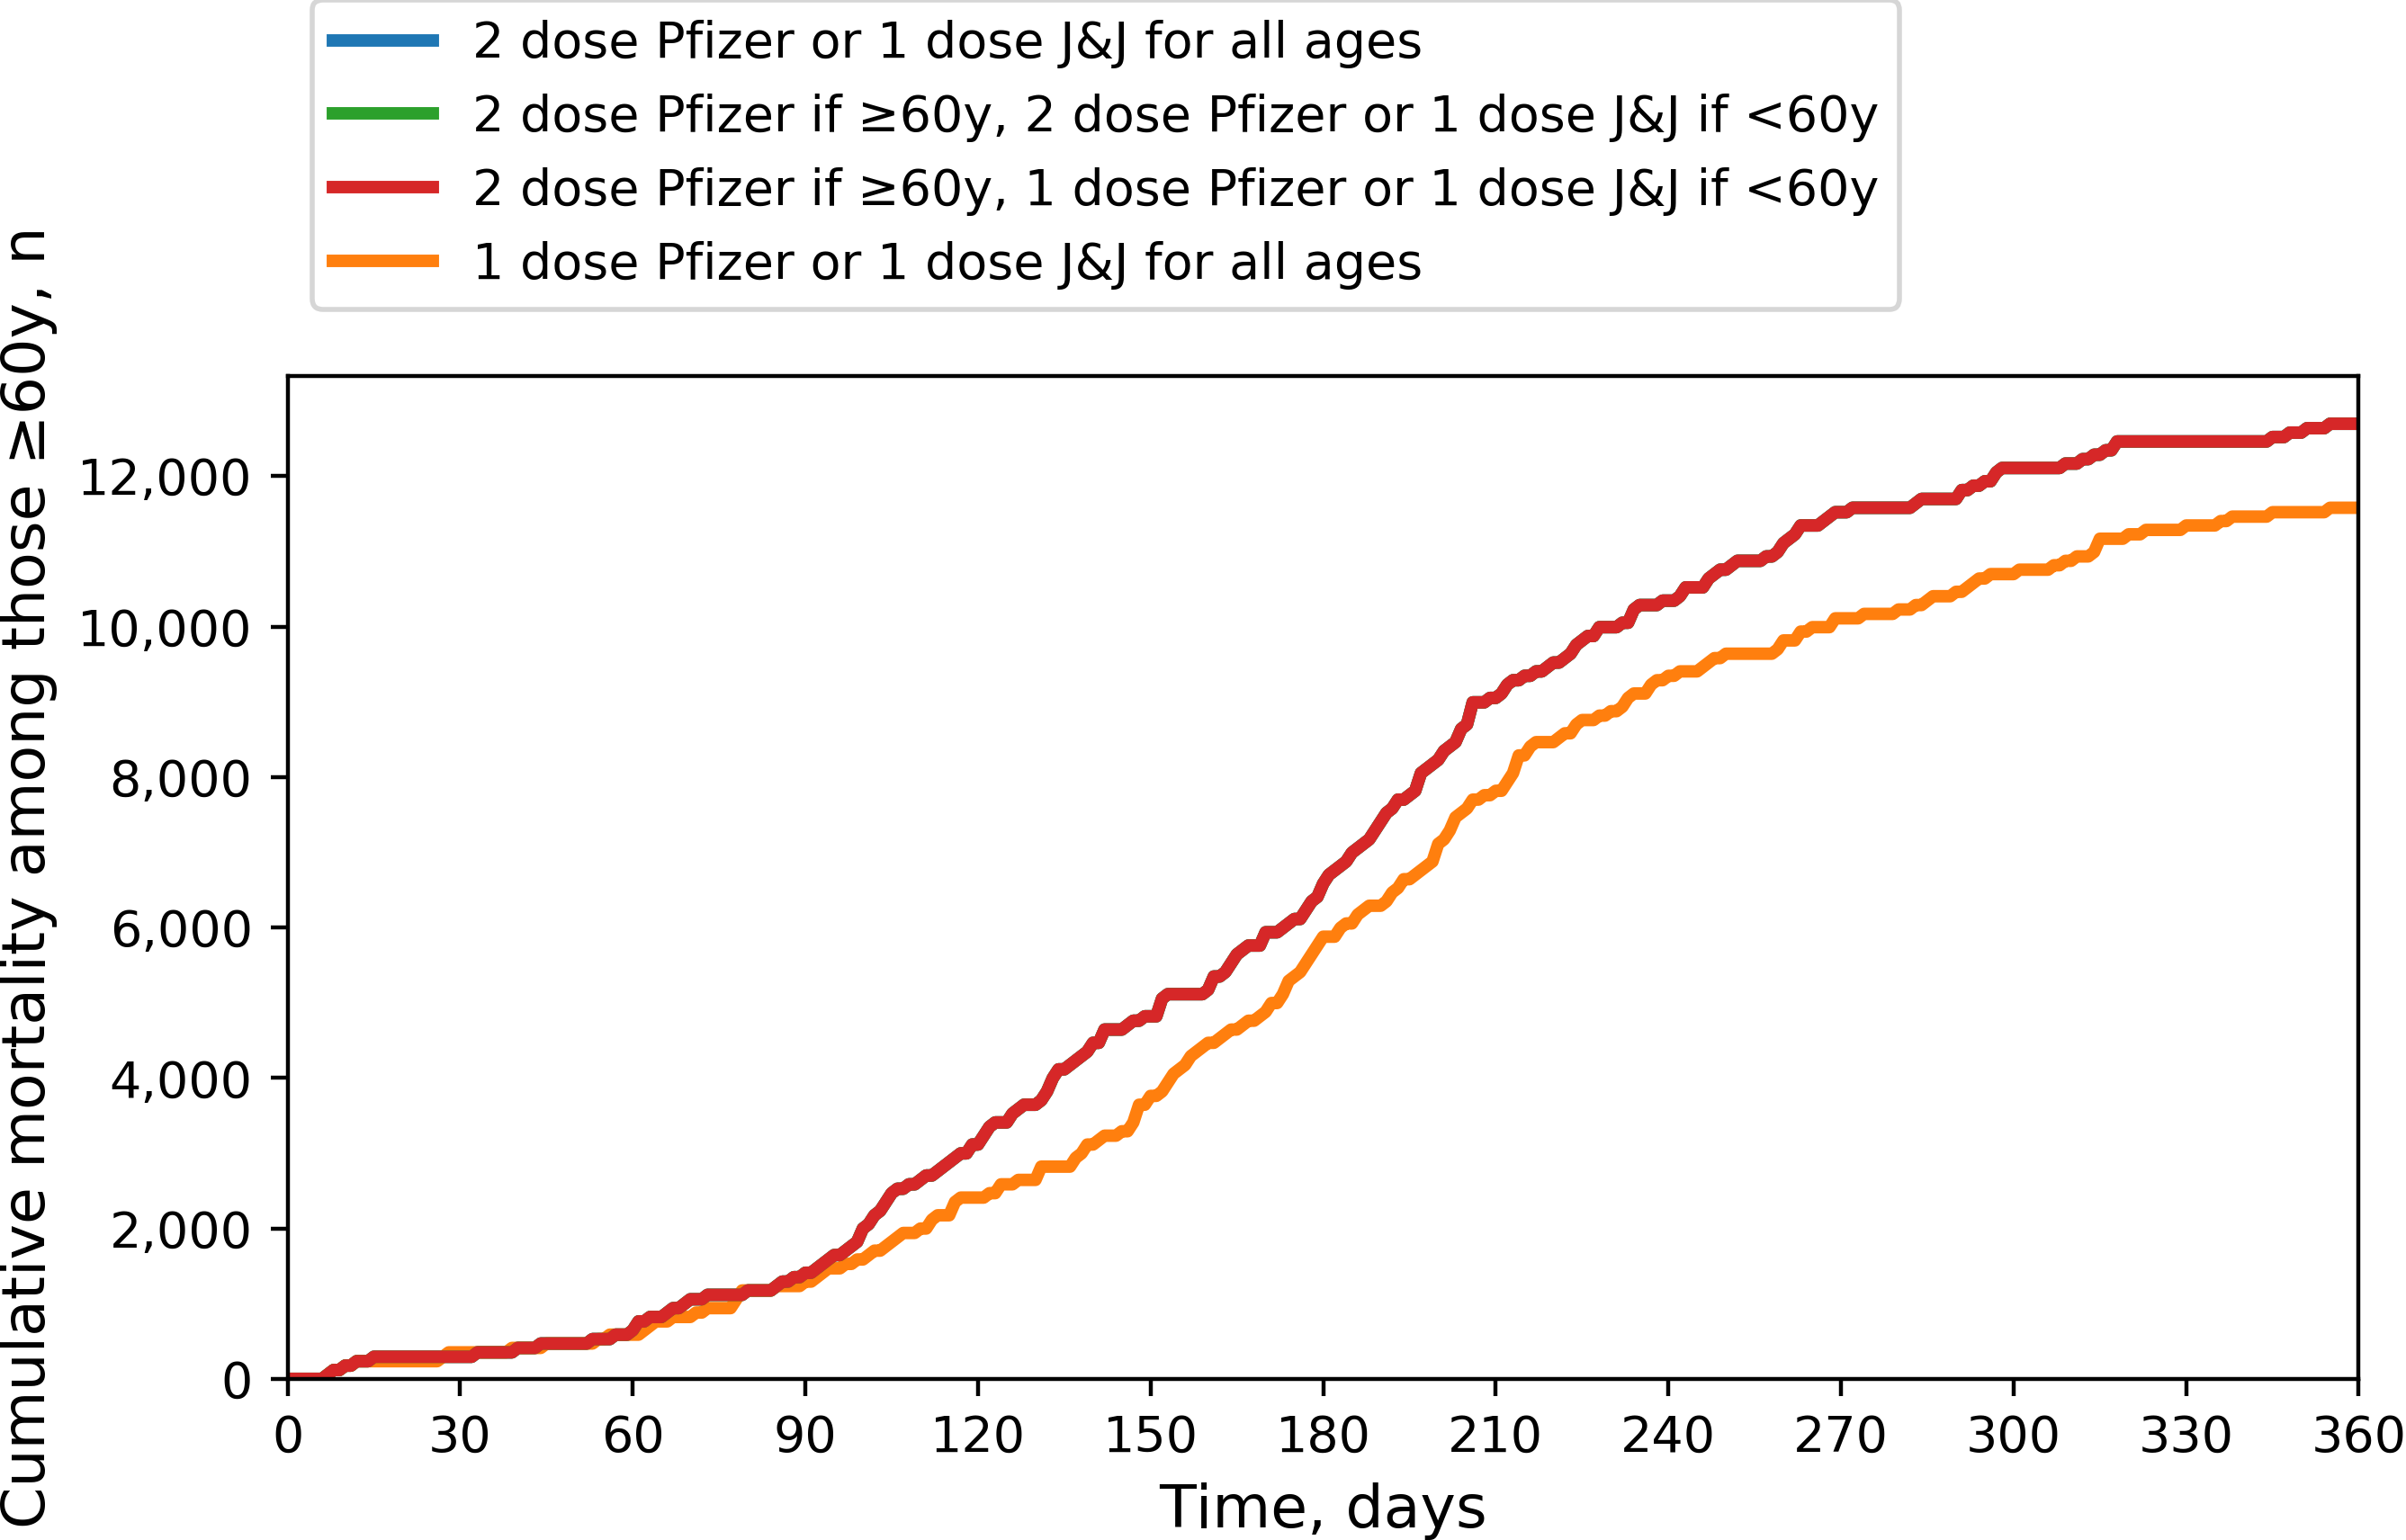 2 dose Pfizer or 1 dose J&J for all ages
2 dose Pfizer if ≥60y, 2 dose Pfizer or 1 dose J&J if <60y
2 dose Pfizer if ≥60y, 1 dose Pfizer or 1 dose J&J if <60y
1 dose Pfizer or 1 dose J&J for all ages
Cumulative mortality among those ≥60y, n
12,000
10,000
8,000
6,000
4,000
2,000
0
0 30 60 90 120 150 180 210 240 270 300 330 360
Time, days